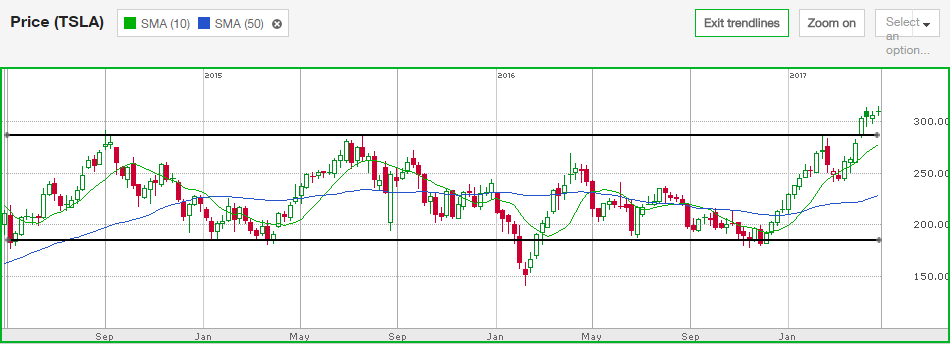 Price (TSLA)
SMA (10) SMA (50)
Exit trendlines
Zoom on
Select
an
option...
2015 2016 2017
300.00
250.00
200.00
150.00
Sep Jan May Sep Jan May Sep Jan